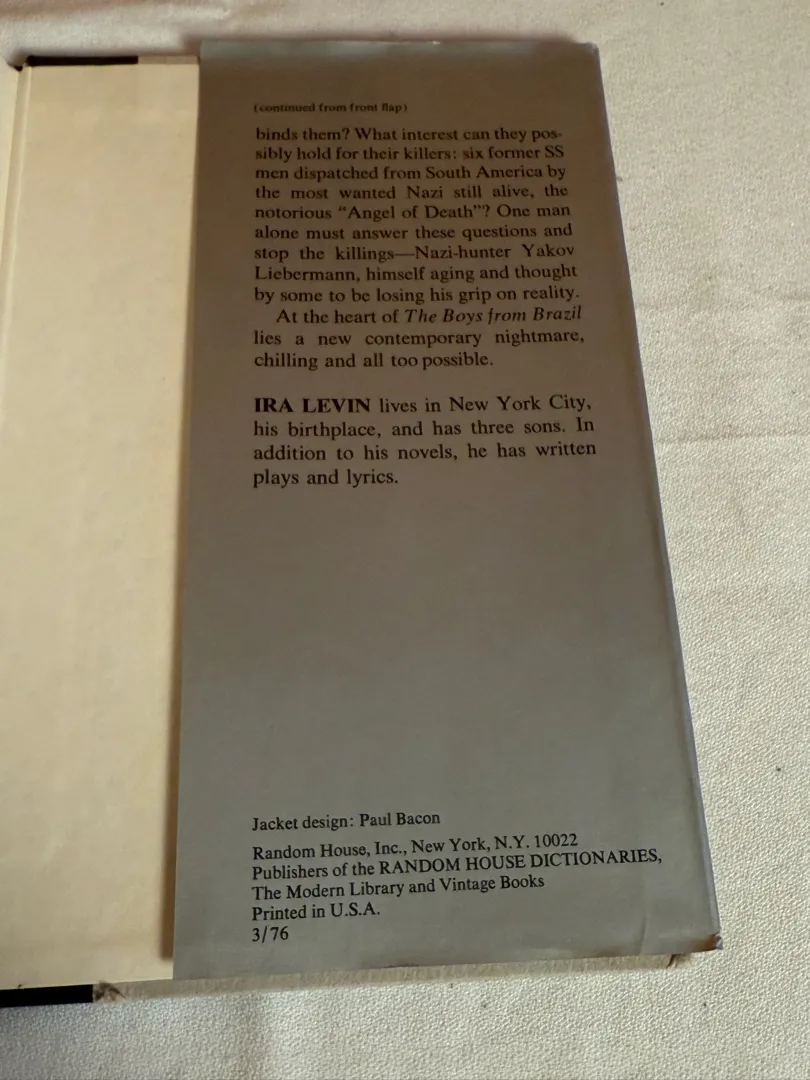 (continued from front flap)
binds them? What interest can they pos-
sibly hold for their killers: six former SS
men dispatched from South America by
the most wanted Nazi still alive, the
notorious “Angel of Death”? One man
alone must answer these questions and
stop the killings—Nazi-hunter Yakov
Liebermann, himself aging and thought
by some to be losing his grip on reality.
At the heart of The Boys from Brazil
lies a new contemporary nightmare,
chilling and all too possible.
IRA LEVIN lives in New York City,
his birthplace, and has three sons. In
addition to his novels, he has written
plays and lyrics.
Jacket design: Paul Bacon
Random House, Inc., New York, N.Y. 10022
Publishers of the RANDOM HOUSE DICTIONARIES,
The Modern Library and Vintage Books
Printed in U.S.A.
3/76